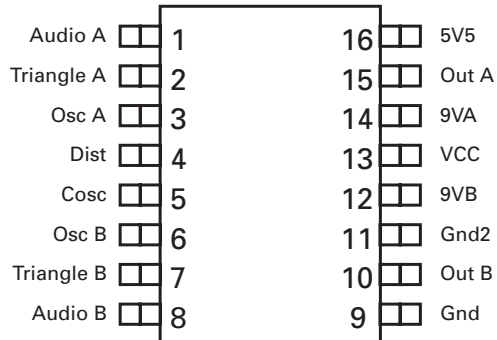 Audio A 1 16 5V5
Triangle A 2 15 Out A
Osc A 3 14 9VA
Dist 4 13 VCC
Cosc 5 12 9VB
Osc B 6 11 Gnd2
Triangle B 7 10 Out B
Audio B 8 9 Gnd